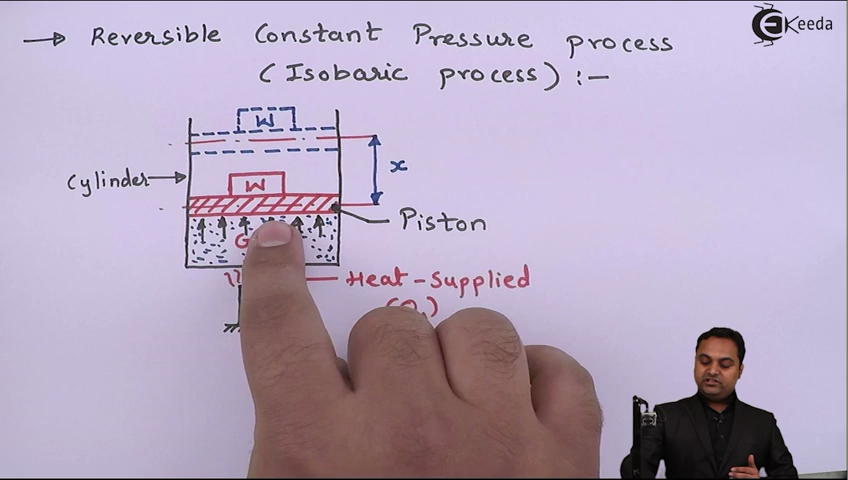 → Reversible Constant Pressure process
(Isobaric process) :-
Ekeeda
W
x
Cylinder
W
Piston
G
Heat-Supplied